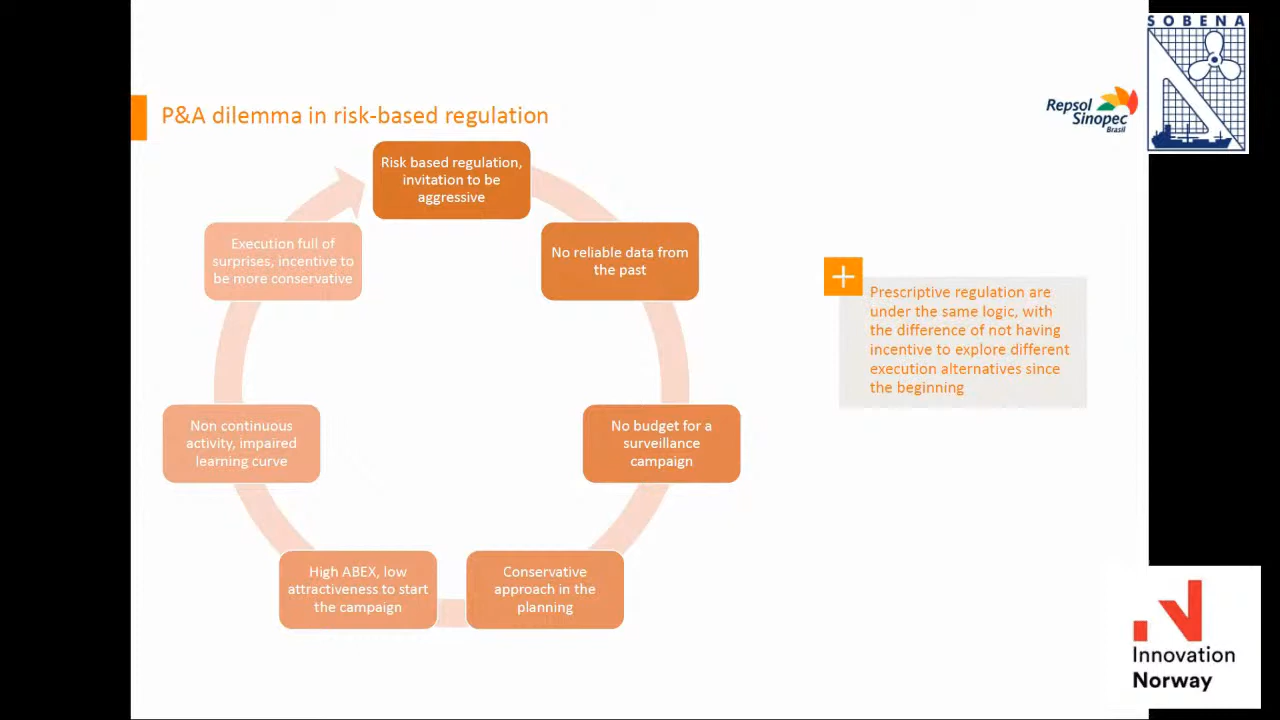 SOBENA
P&A dilemma in risk-based regulation
Repsol
Sinopec
Brasil
Risk based regulation,
invitation to be
aggressive
No reliable data from
the past
No budget for a
surveillance
campaign
Conservative
approach in the
planning
High ABEX, low
attractiveness to start
the campaign
Non continuous
activity, impaired
learning curve
Execution full of
surprises, incentive to
be more conservative
Prescriptive regulation are
under the same logic, with
the difference of not having
incentive to explore different
execution alternatives since
the beginning
Innovation
Norway